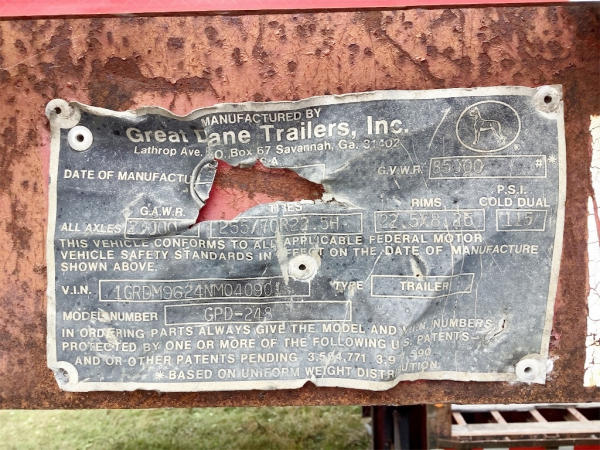 MANUFACTURED BY
Great Dane Trailers, Inc.
Lathrop Ave. P.O. Box 67 Savannah, Ga. 31402
DATE OF MANUFACTU
G.V.W.R. 85000 #*
P.S.I.
G.A.W.R. RIMS COLD DUAL
ALL AXLES 255/70R22.5H 22.5X8.25 115
THIS VEHICLE CONFORMS TO ALL APPLICABLE FEDERAL MOTOR
VEHICLE SAFETY STANDARDS IN EFFECT ON THE DATE OF MANUFACTURE
SHOWN ABOVE.
V.I.N. TYPE TRAILER
MODEL NUMBER GPD-248
IN ORDERING PARTS ALWAYS GIVE THE MODEL AND V.I.N. NUMBERS.
PROTECTED BY ONE OR MORE OF THE FOLLOWING U.S. PATENTS
AND OR OTHER PATENTS PENDING
* BASED ON UNIFORM WEIGHT DISTRIBUTION.